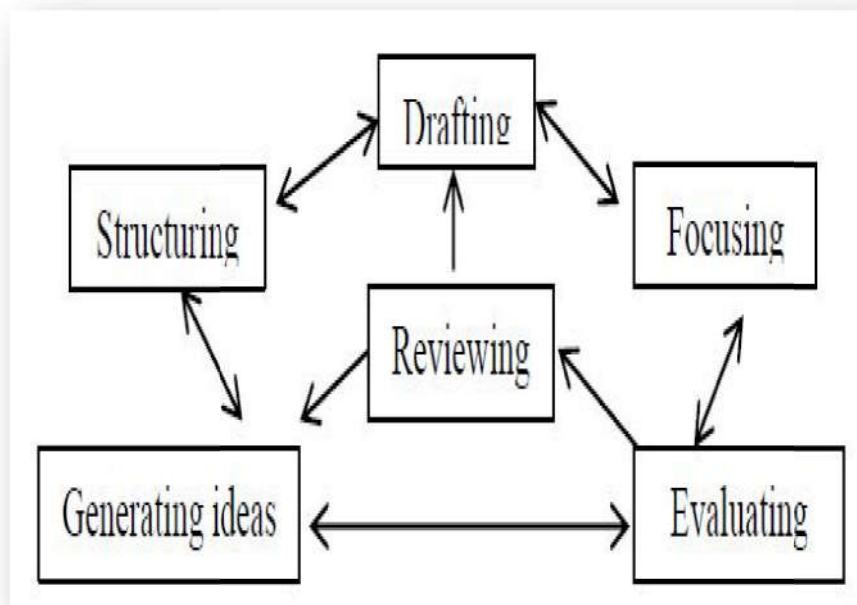 Drafting
Structuring
Focusing
Reviewing
Generating ideas
Evaluating